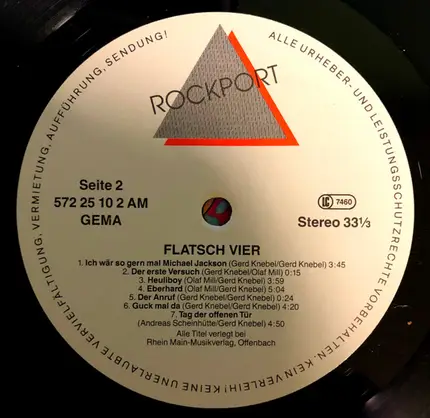 ALLE URHEBER- UND LEISTUNGSSCHUTZRECHTE VORBEHALTEN. KEIN VERLEIH! KEINE UNERLAUBTE VERVIELFÄLTIGUNG, VERMIETUNG, AUFFÜHRUNG, SENDUNG!
ROCKPORT
Seite 2
572 25 10 2 AM
GEMA
LC 7460
Stereo 33⅓
FLATSCH VIER
1. Ich wär so gern mal Michael Jackson (Gerd Knebel/Gerd Knebel) 3:45
2. Der erste Versuch (Gerd Knebel/Olaf Mill) 0:15
3. Heuliboy (Olaf Mill/Gerd Knebel) 3:59
4. Eberhard (Olaf Mill/Gerd Knebel) 5:04
5. Der Anruf (Gerd Knebel/Gerd Knebel) 0:24
6. Guck mal da (Gerd Knebel/Gerd Knebel) 4:20
7. Tag der offenen Tür
(Andreas Scheinhütte/Gerd Knebel) 4:50
Alle Titel verlegt bei
Rhein Main-Musikverlag, Offenbach